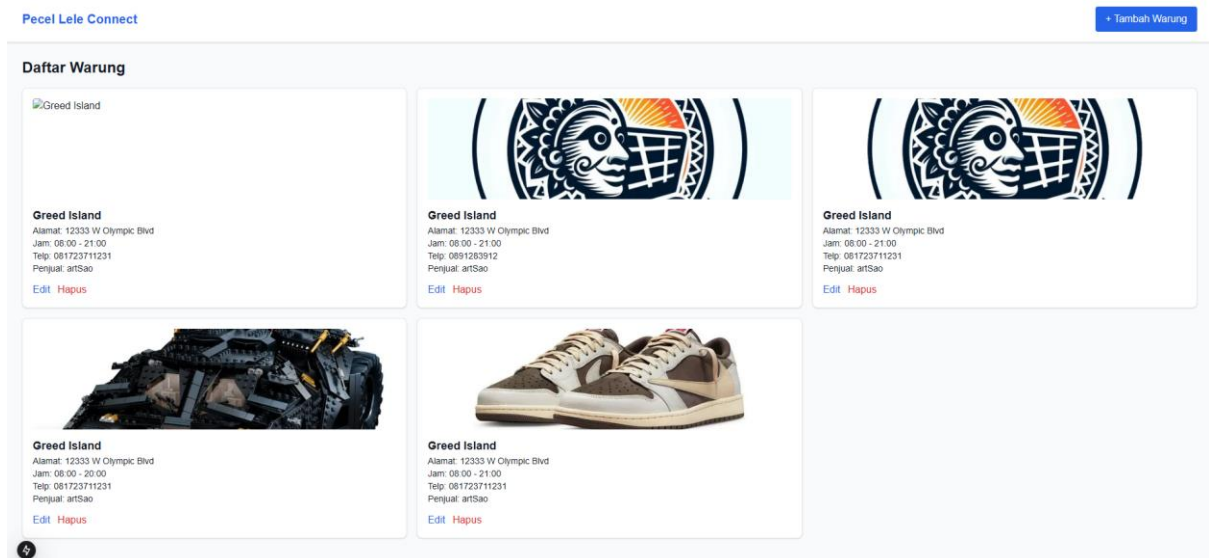 Pecel Lele Connect
+ Tambah Warung
Daftar Warung
Greed Island
Greed Island
Alamat: 12333 W Olympic Blvd
Jam: 08:00 - 21:00
Telp: 081723711231
Penjual: artSao
Edit Hapus
Greed Island
Alamat: 12333 W Olympic Blvd
Jam: 08:00 - 21:00
Telp: 0891283912
Penjual: artSao
Edit Hapus
Greed Island
Alamat: 12333 W Olympic Blvd
Jam: 08:00 - 21:00
Telp: 081723711231
Penjual: artSao
Edit Hapus
Greed Island
Alamat: 12333 W Olympic Blvd
Jam: 08:00 - 20:00
Telp: 081723711231
Penjual: artSao
Edit Hapus
Greed Island
Alamat: 12333 W Olympic Blvd
Jam: 08:00 - 21:00
Telp: 081723711231
Penjual: artSao
Edit Hapus